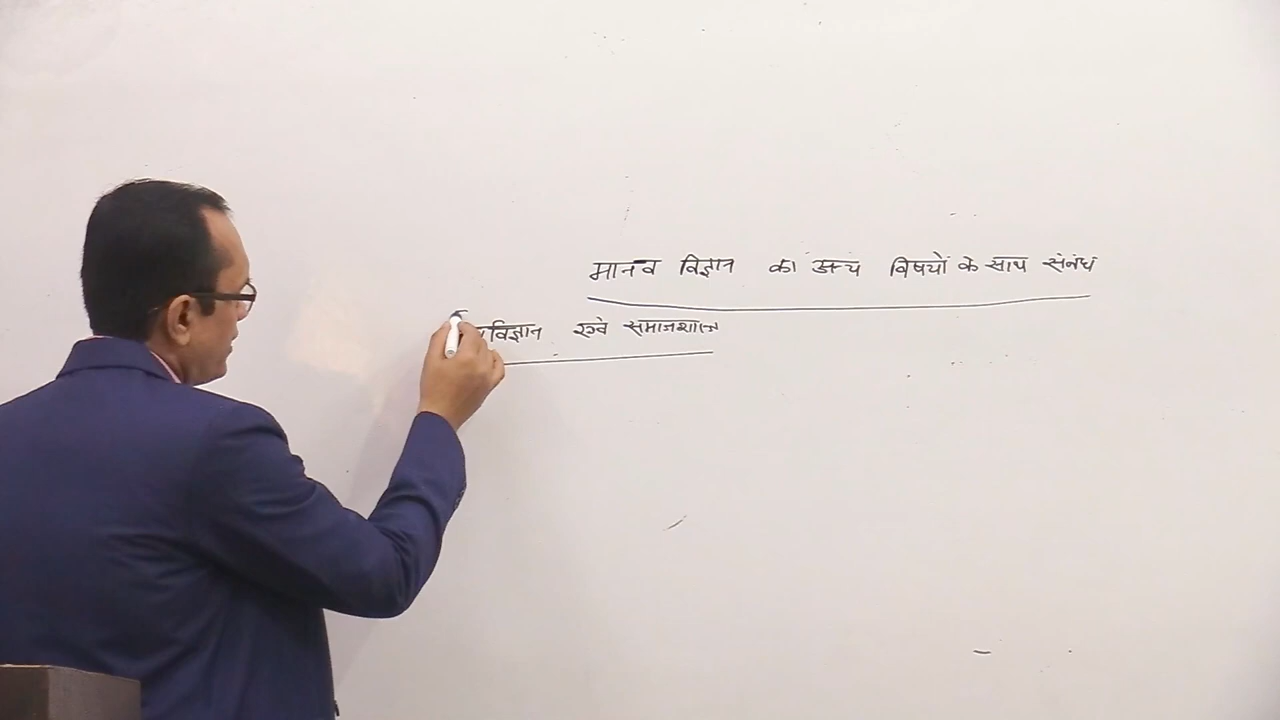 मानव विज्ञान का अन्य विषयों के साथ संबंध
विज्ञान एवं समाजशास्त्र